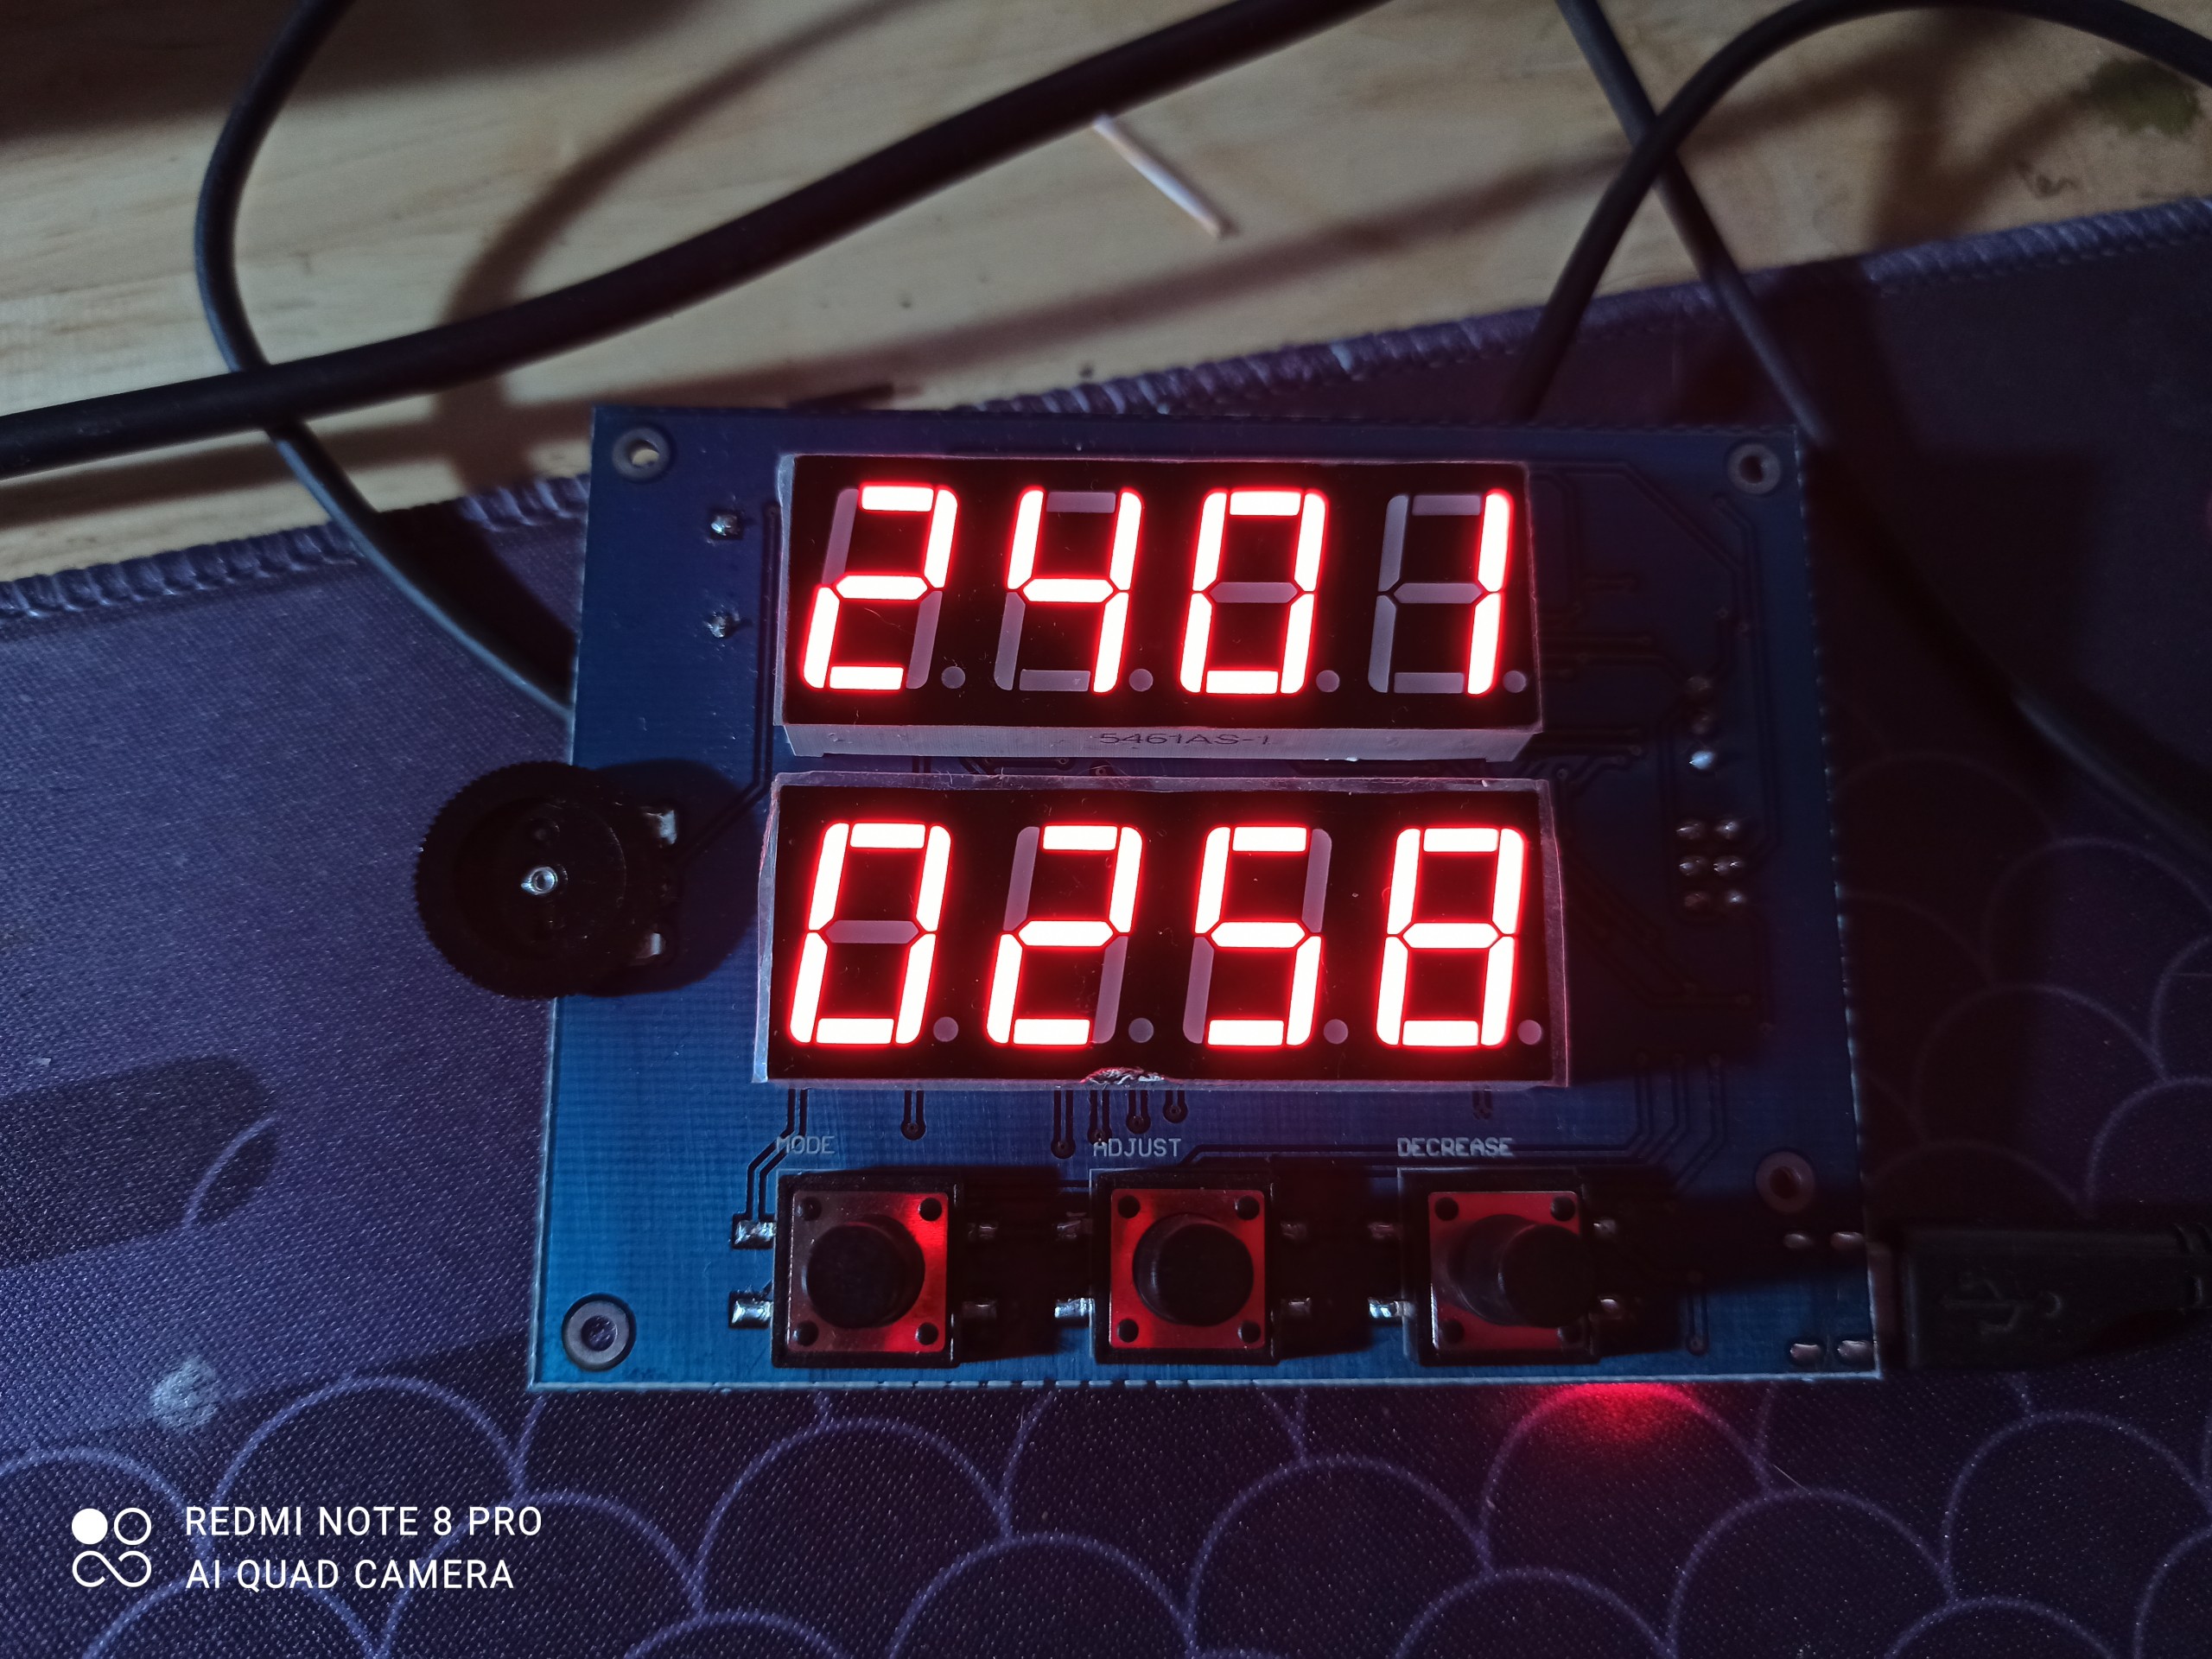 2401
5461AS-1
0258
MODE ADJUST DECREASE
REDMI NOTE 8 PRO
AI QUAD CAMERA